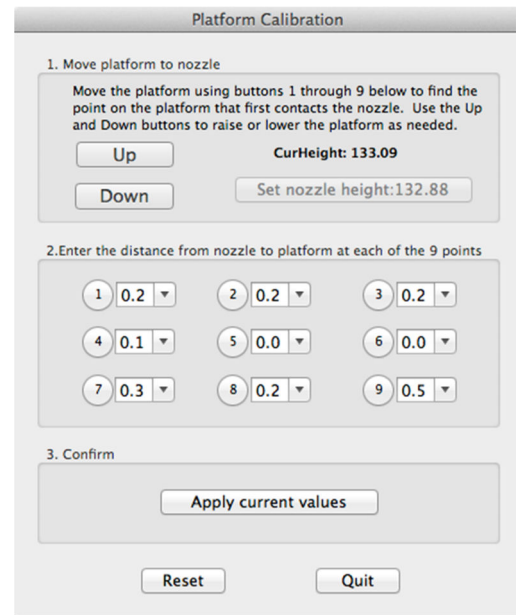 Platform Calibration
1. Move platform to nozzle
Move the platform using buttons 1 through 9 below to find the
point on the platform that first contacts the nozzle. Use the Up
and Down buttons to raise or lower the platform as needed.
Up CurHeight: 133.09
Down Set nozzle height:132.88
2.Enter the distance from nozzle to platform at each of the 9 points
1 0.2 2 0.2 3 0.2
4 0.1 5 0.0 6 0.0
7 0.3 8 0.2 9 0.5
3. Confirm
Apply current values
Reset Quit